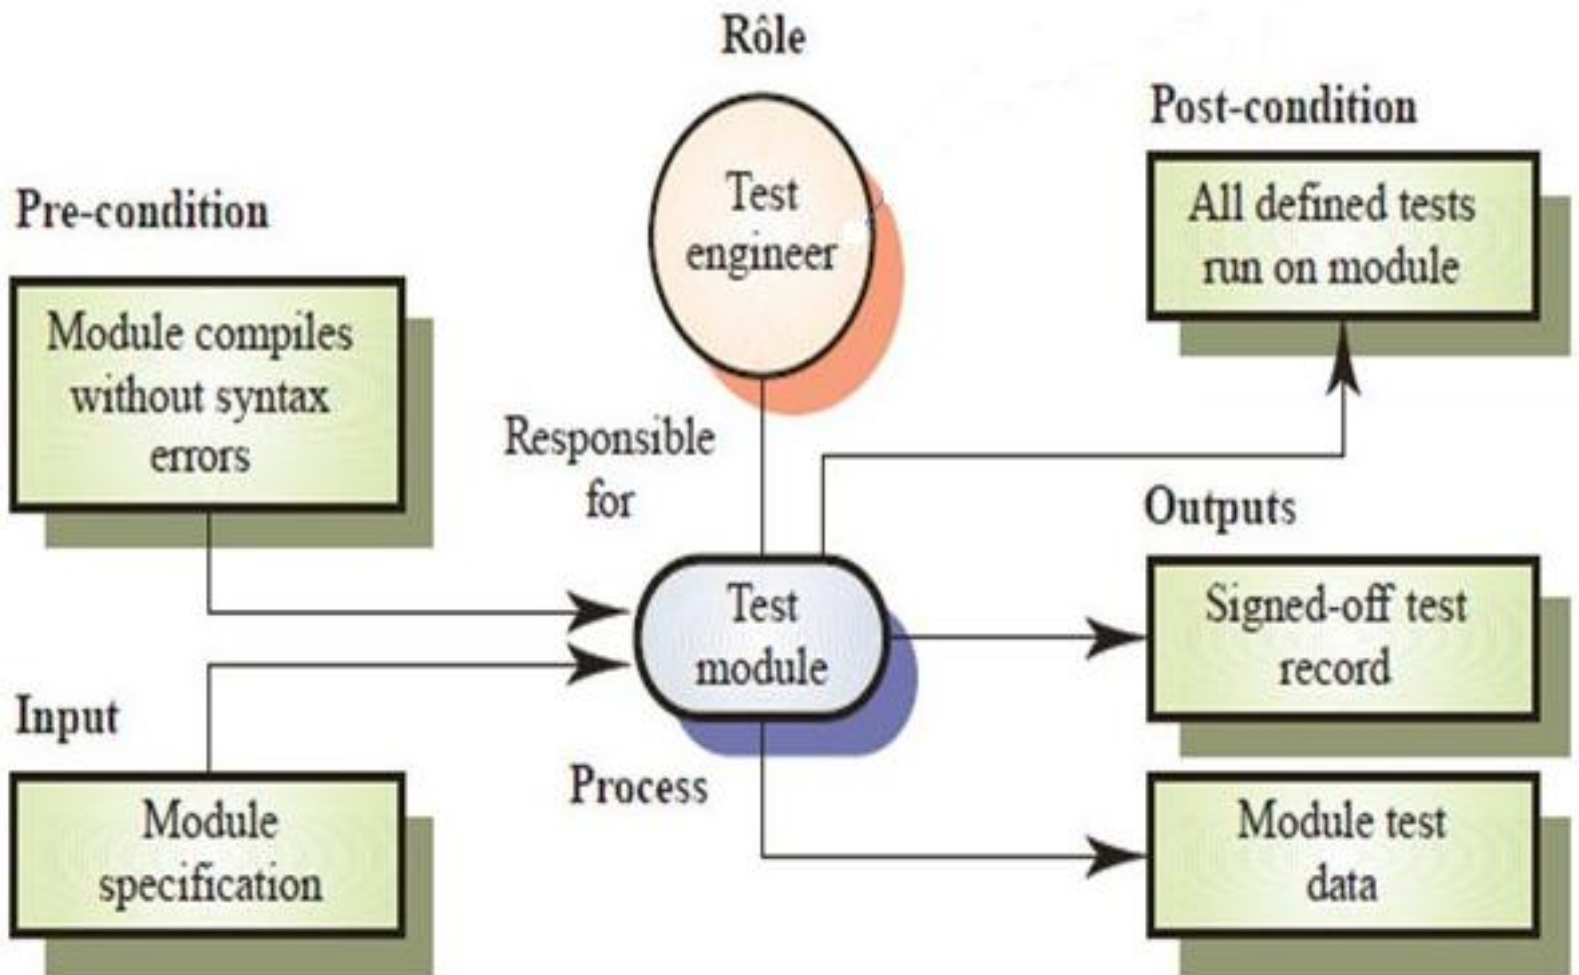 Rôle
Test
engineer
Post-condition
All defined tests
run on module
Pre-condition
Module compiles
without syntax
errors
Responsible
for
Test
module
Process
Outputs
Signed-off test
record
Input
Module
specification
Module test
data